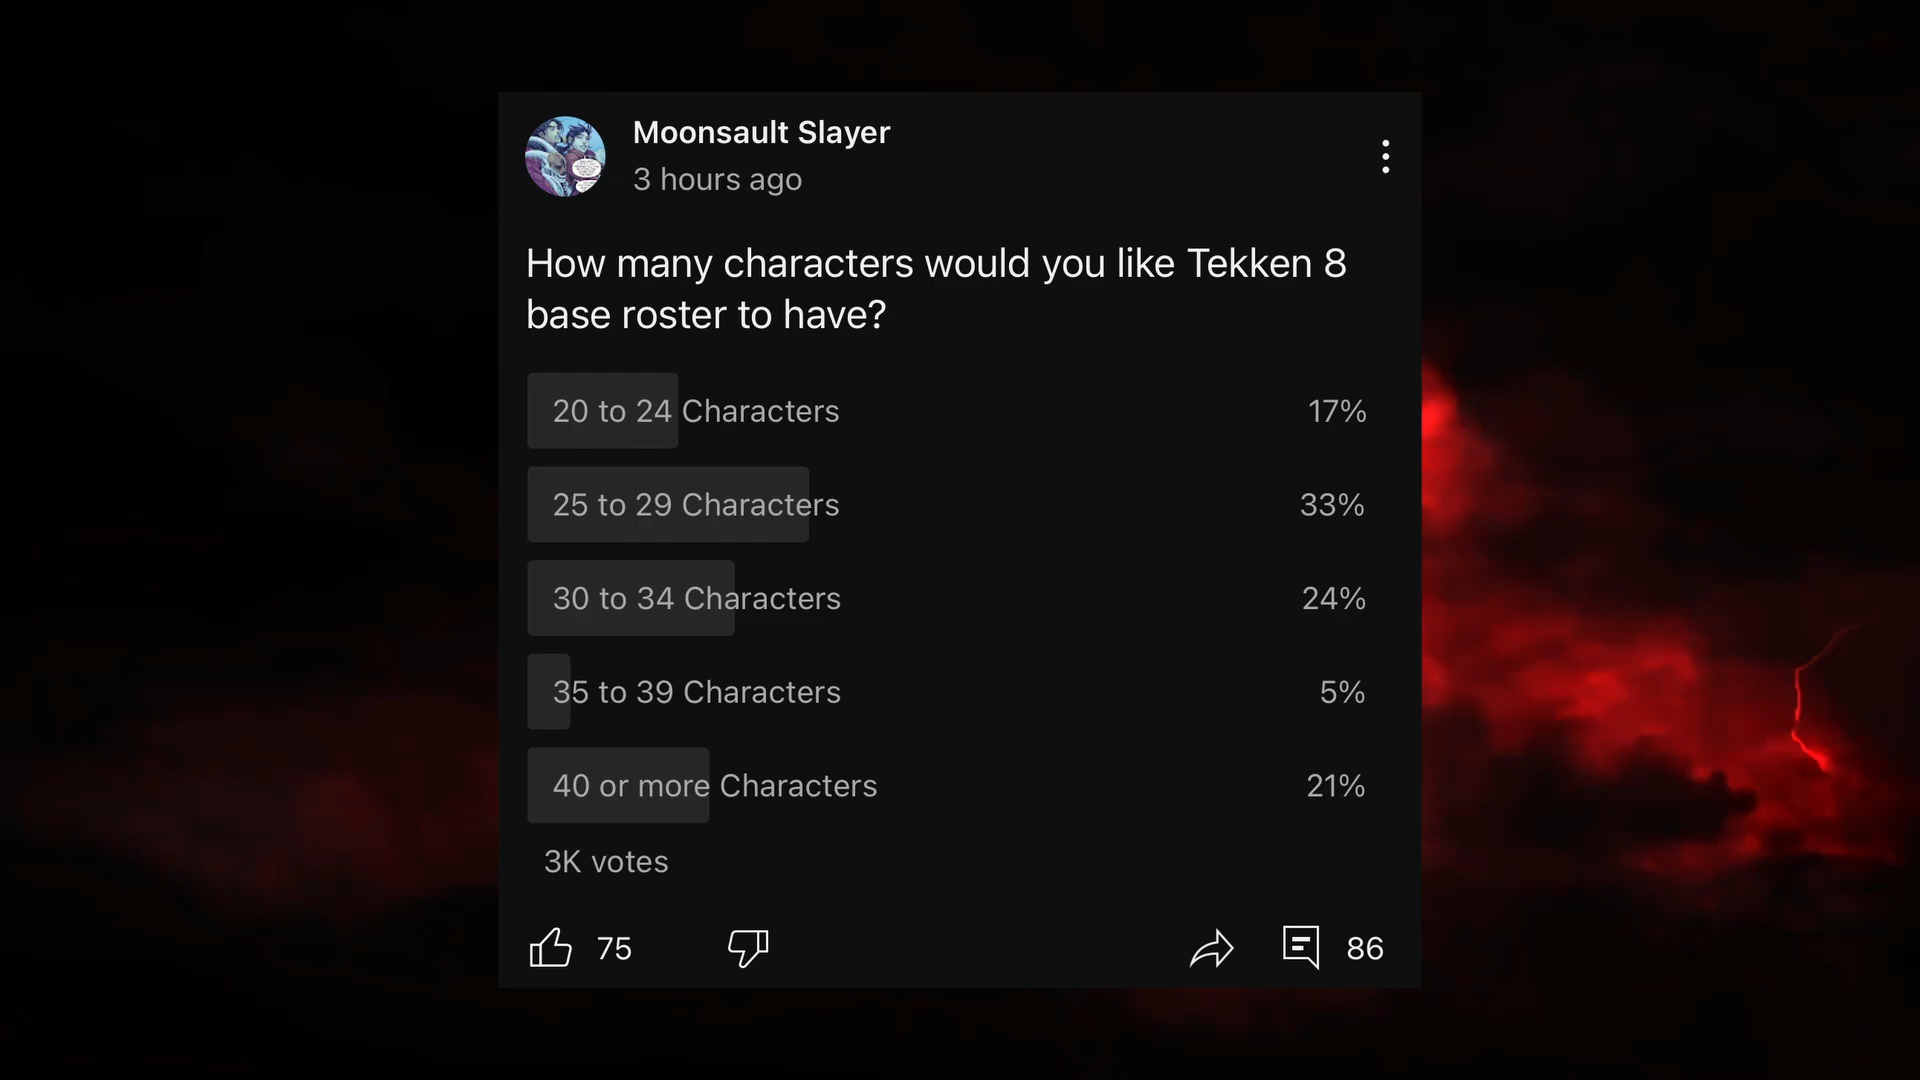 Moonsault Slayer
3 hours ago
How many characters would you like Tekken 8
base roster to have?
20 to 24 Characters 17%
25 to 29 Characters 33%
30 to 34 Characters 24%
35 to 39 Characters 5%
40 or more Characters 21%
3K votes
75 86